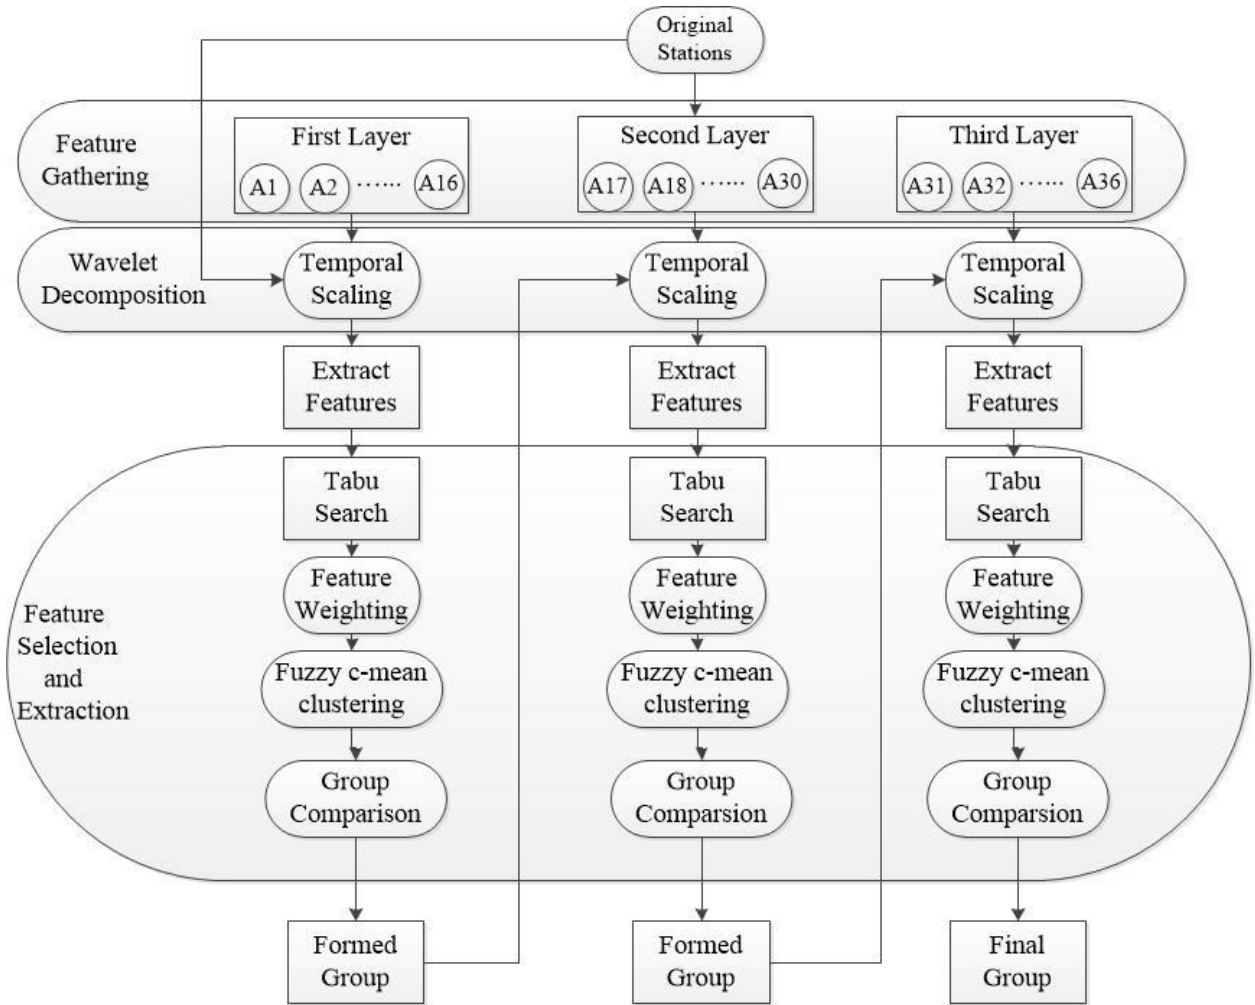 Original
Stations
Feature
Gathering
First Layer
A1 A2 ...... A16
Second Layer
A17 A18 ...... A30
Third Layer
A31 A32 ...... A36
Wavelet
Decomposition
Temporal
Scaling
Temporal
Scaling
Temporal
Scaling
Extract
Features
Extract
Features
Extract
Features
Feature
Selection
and
Extraction
Tabu
Search
Tabu
Search
Tabu
Search
Feature
Weighting
Feature
Weighting
Feature
Weighting
Fuzzy c-mean
clustering
Fuzzy c-mean
clustering
Fuzzy c-mean
clustering
Group
Comparison
Group
Comparsion
Group
Comparsion
Formed
Group
Formed
Group
Final
Group